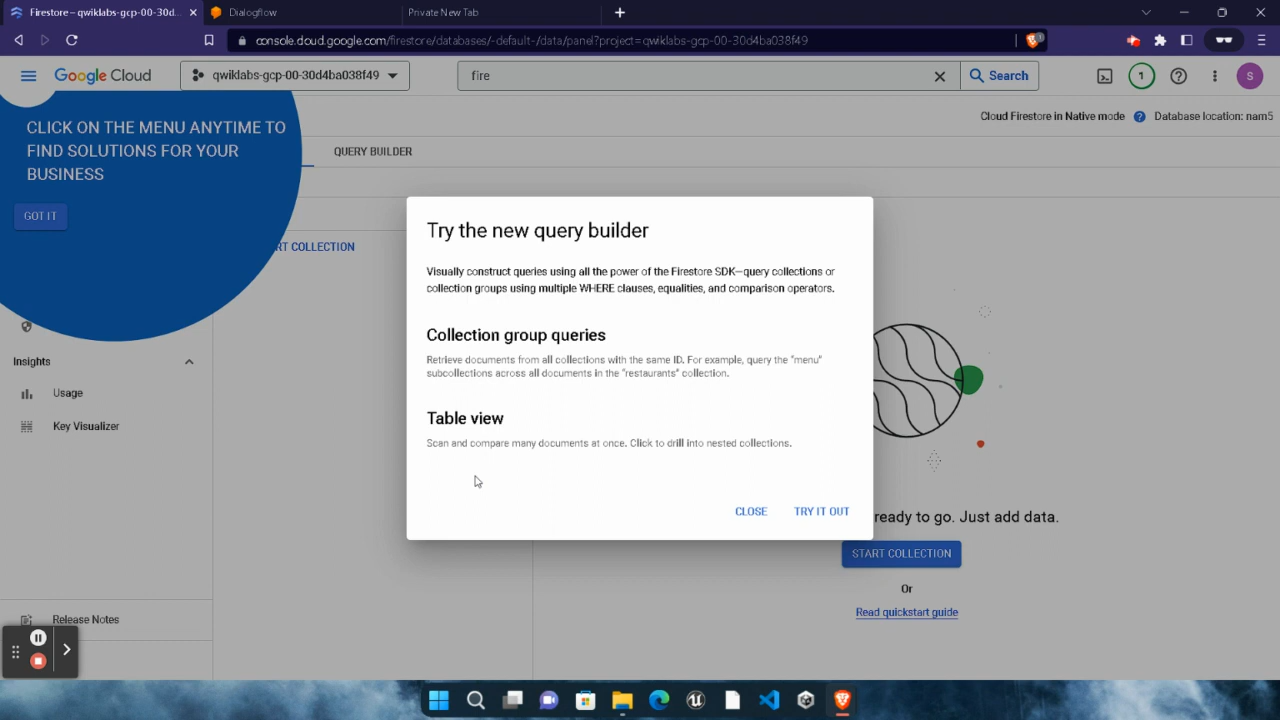 Firestore – qwiklabs-gcp-00-30d...
Dialogflow
Private New Tab
console.cloud.google.com/firestore/databases/-default-/data/panel?project=qwiklabs-gcp-00-30d4ba038f49
1
Google Cloud
qwiklabs-gcp-00-30d4ba038f49
fire
Search
1
S
CLICK ON THE MENU ANYTIME TO
FIND SOLUTIONS FOR YOUR
BUSINESS
GOT IT
Cloud Firestore in Native mode
Database location: nam5
QUERY BUILDER
RT COLLECTION
Insights
Usage
Key Visualizer
Release Notes
Try the new query builder
Visually construct queries using all the power of the Firestore SDK—query collections or
collection groups using multiple WHERE clauses, equalities, and comparison operators.
Collection group queries
Retrieve documents from all collections with the same ID. For example, query the "menu"
subcollections across all documents in the "restaurants" collection.
Table view
Scan and compare many documents at once. Click to drill into nested collections.
CLOSE
TRY IT OUT
ready to go. Just add data.
START COLLECTION
Or
Read quickstart guide